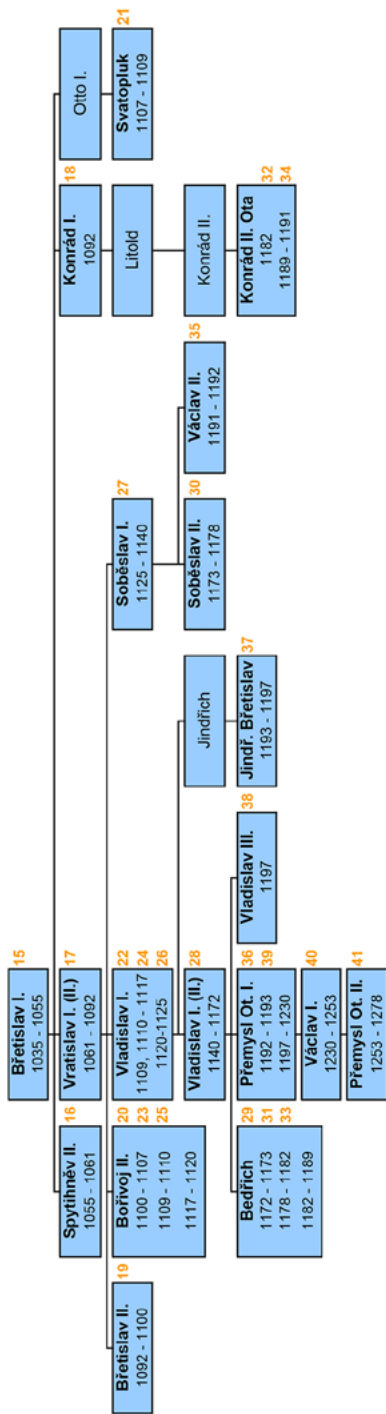 15
Břetislav I.
1035 - 1055
16
Spytihněv II.
1055 - 1061
17
Vratislav I. (II.)
1061 - 1092
18
Konrád I.
1092
Otto I.
19
Břetislav II.
1092 - 1100
20
23
25
Bořivoj II.
1100 - 1107
1109 - 1110
1117 - 1120
22
24
26
Vladislav I.
1109, 1110 - 1117
1120-1125
27
Soběslav I.
1125 - 1140
Litold
21
Svatopluk
1107 - 1109
28
Vladislav I. (II.)
1140 - 1172
Jindřich
30
Soběslav II.
1173 - 1178
35
Václav II.
1191 - 1192
Konrád II.
29
31
33
Bedřich
1172 - 1173
1178 - 1182
1182 - 1189
36
39
Přemysl Ot. I.
1192 - 1193
1197 - 1230
38
Vladislav III.
1197
37
Jindř. Břetislav
1193 - 1197
32
34
Konrád II. Ota
1182
1189 - 1191
40
Václav I.
1230 - 1253
41
Přemysl Ot. II.
1253 - 1278